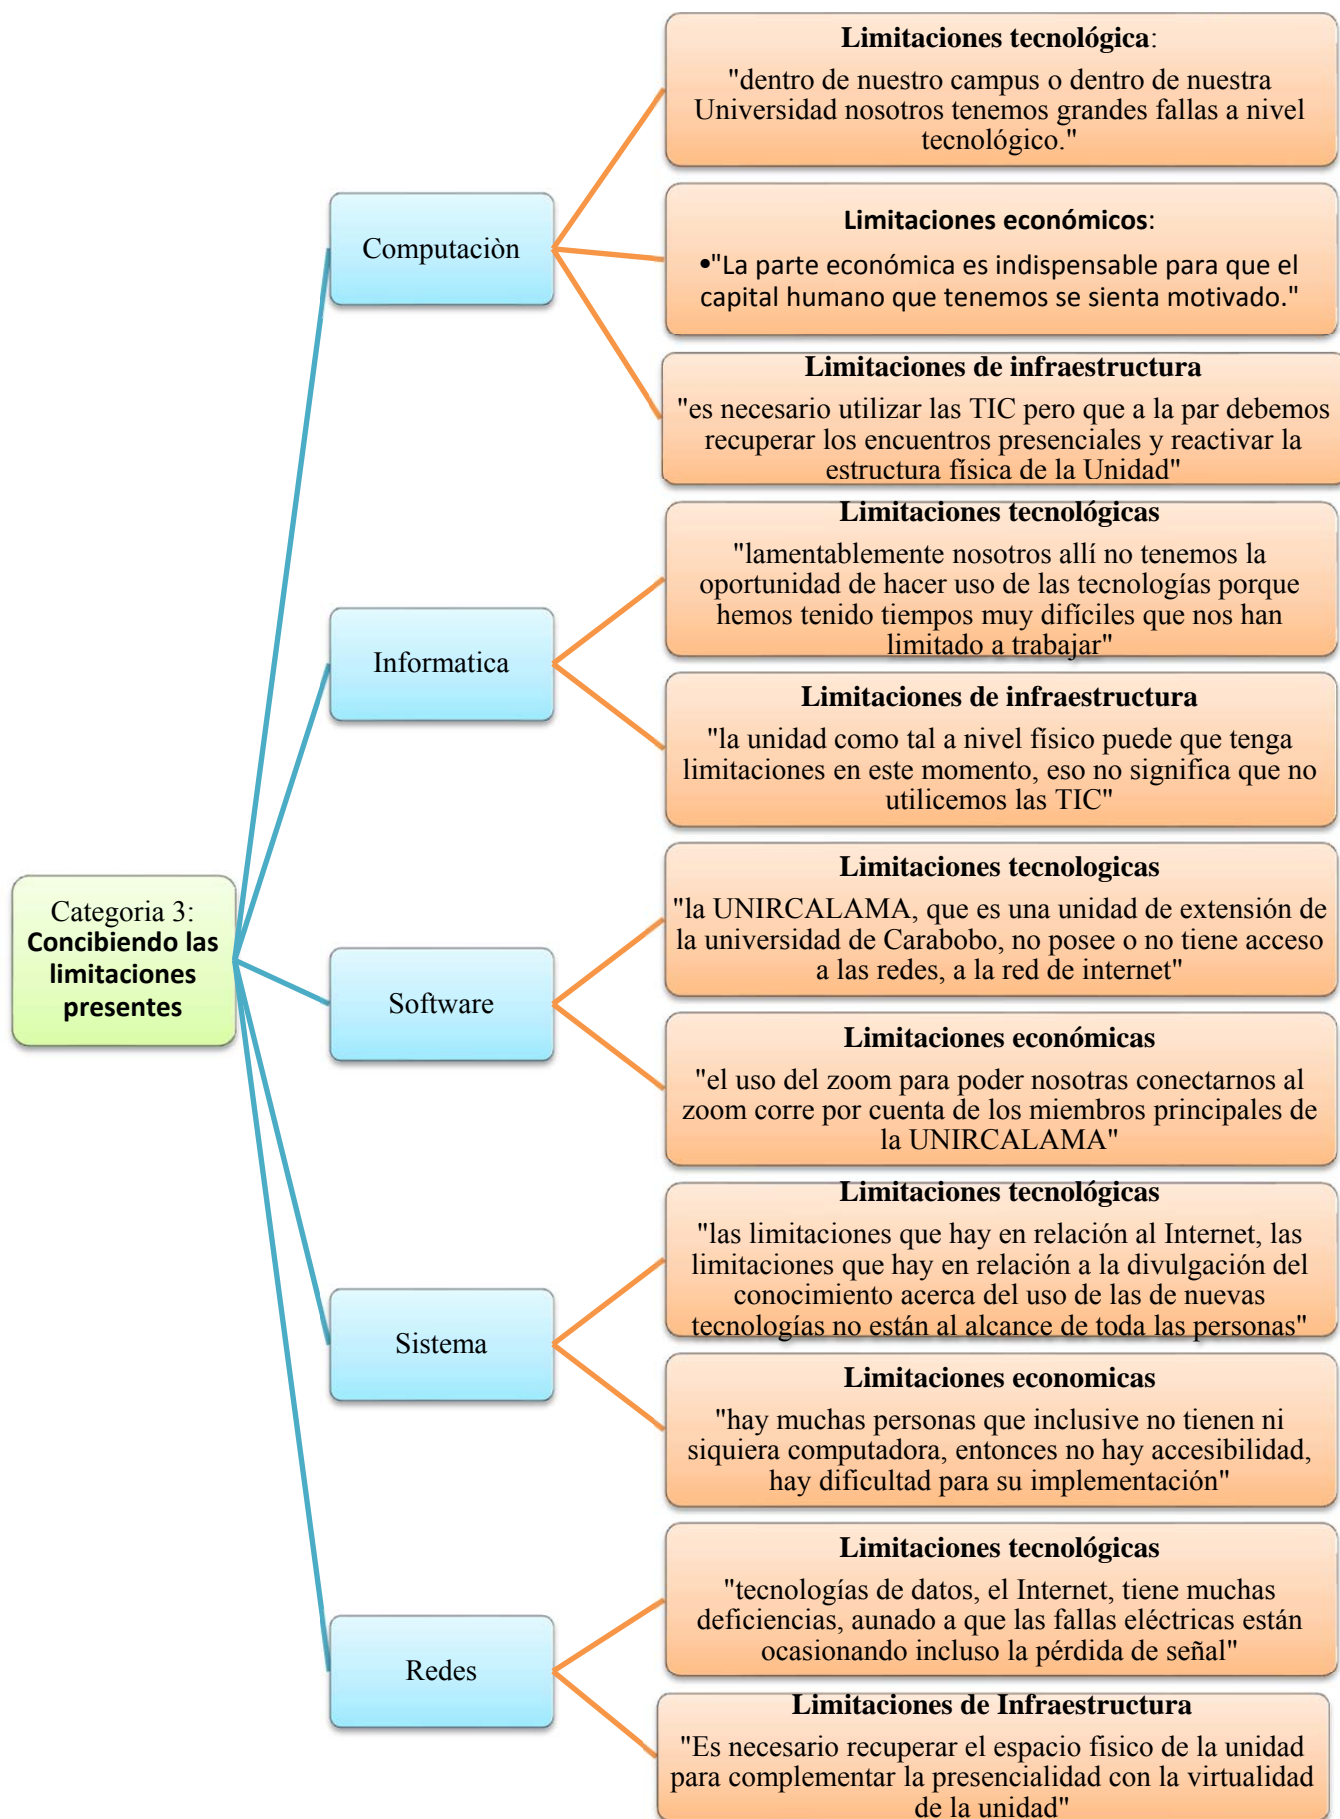 Categoria 3:
Concibiendo las
limitaciones
presentes
Computaciòn
Limitaciones tecnológica:
"dentro de nuestro campus o dentro de nuestra
Universidad nosotros tenemos grandes fallas a nivel
tecnológico."
Limitaciones económicos:
•"La parte económica es indispensable para que el
capital humano que tenemos se sienta motivado."
Limitaciones de infraestructura
"es necesario utilizar las TIC pero que a la par debemos
recuperar los encuentros presenciales y reactivar la
estructura física de la Unidad"
Informatica
Limitaciones tecnológicas
"lamentablemente nosotros allí no tenemos la
oportunidad de hacer uso de las tecnologías porque
hemos tenido tiempos muy difíciles que nos han
limitado a trabajar"
Limitaciones de infraestructura
"la unidad como tal a nivel físico puede que tenga
limitaciones en este momento, eso no significa que no
utilicemos las TIC"
Software
Limitaciones tecnologicas
"la UNIRCALAMA, que es una unidad de extensión de
la universidad de Carabobo, no posee o no tiene acceso
a las redes, a la red de internet"
Limitaciones económicas
"el uso del zoom para poder nosotras conectarnos al
zoom corre por cuenta de los miembros principales de
la UNIRCALAMA"
Sistema
Limitaciones tecnológicas
"las limitaciones que hay en relación al Internet, las
limitaciones que hay en relación a la divulgación del
conocimiento acerca del uso de las de nuevas
tecnologías no están al alcance de toda las personas"
Limitaciones economicas
"hay muchas personas que inclusive no tienen ni
siquiera computadora, entonces no hay accesibilidad,
hay dificultad para su implementación"
Redes
Limitaciones tecnológicas
"tecnologías de datos, el Internet, tiene muchas
deficiencias, aunado a que las fallas eléctricas están
ocasionando incluso la pérdida de señal"
Limitaciones de Infraestructura
"Es necesario recuperar el espacio fisico de la unidad
para complementar la presencialidad con la virtualidad
de la unidad"